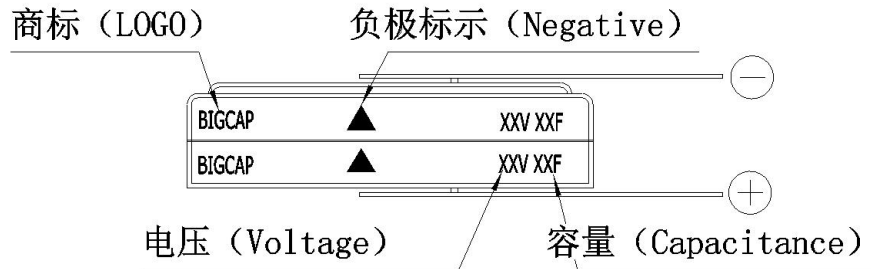 商标（LOGO） 负极标示（Negative）
−
BIGCAP ▲ XXV XXF
BIGCAP ▲ XXV XXF
+
电压（Voltage） 容量（Capacitance）